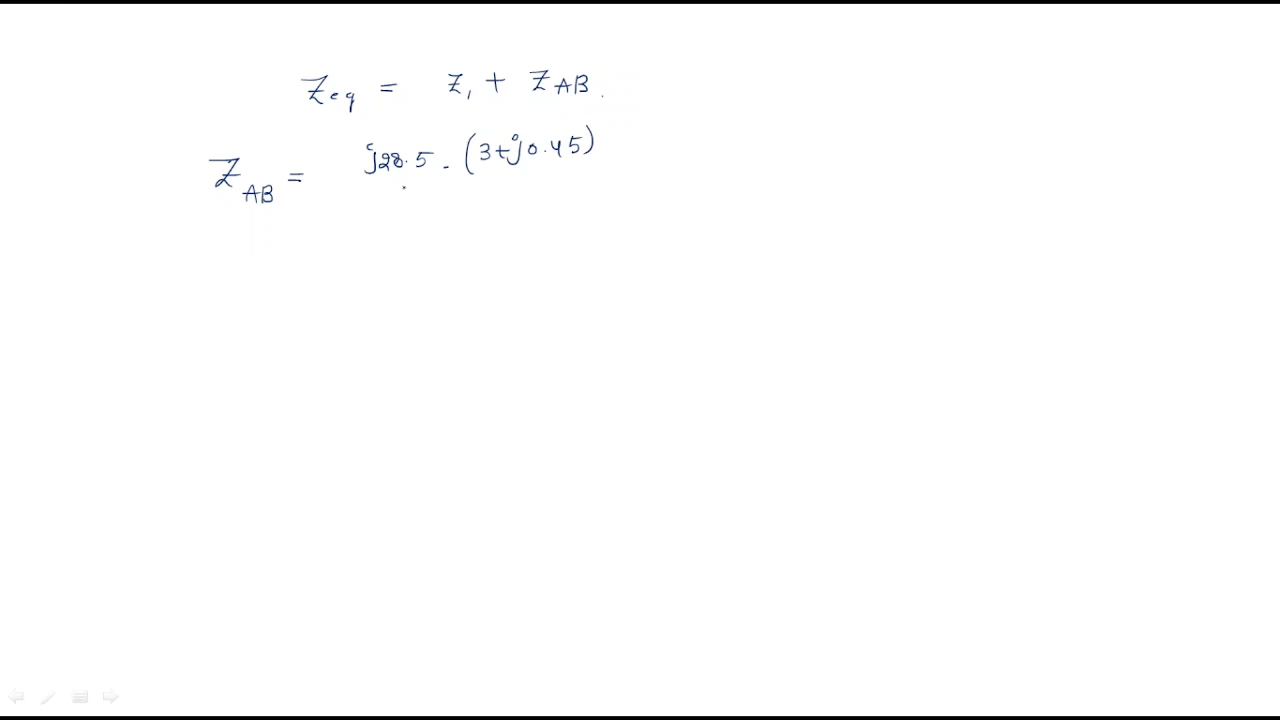 Zeq = Z1 + ZAB.
ZAB = j28.5 - (3+j0.45)